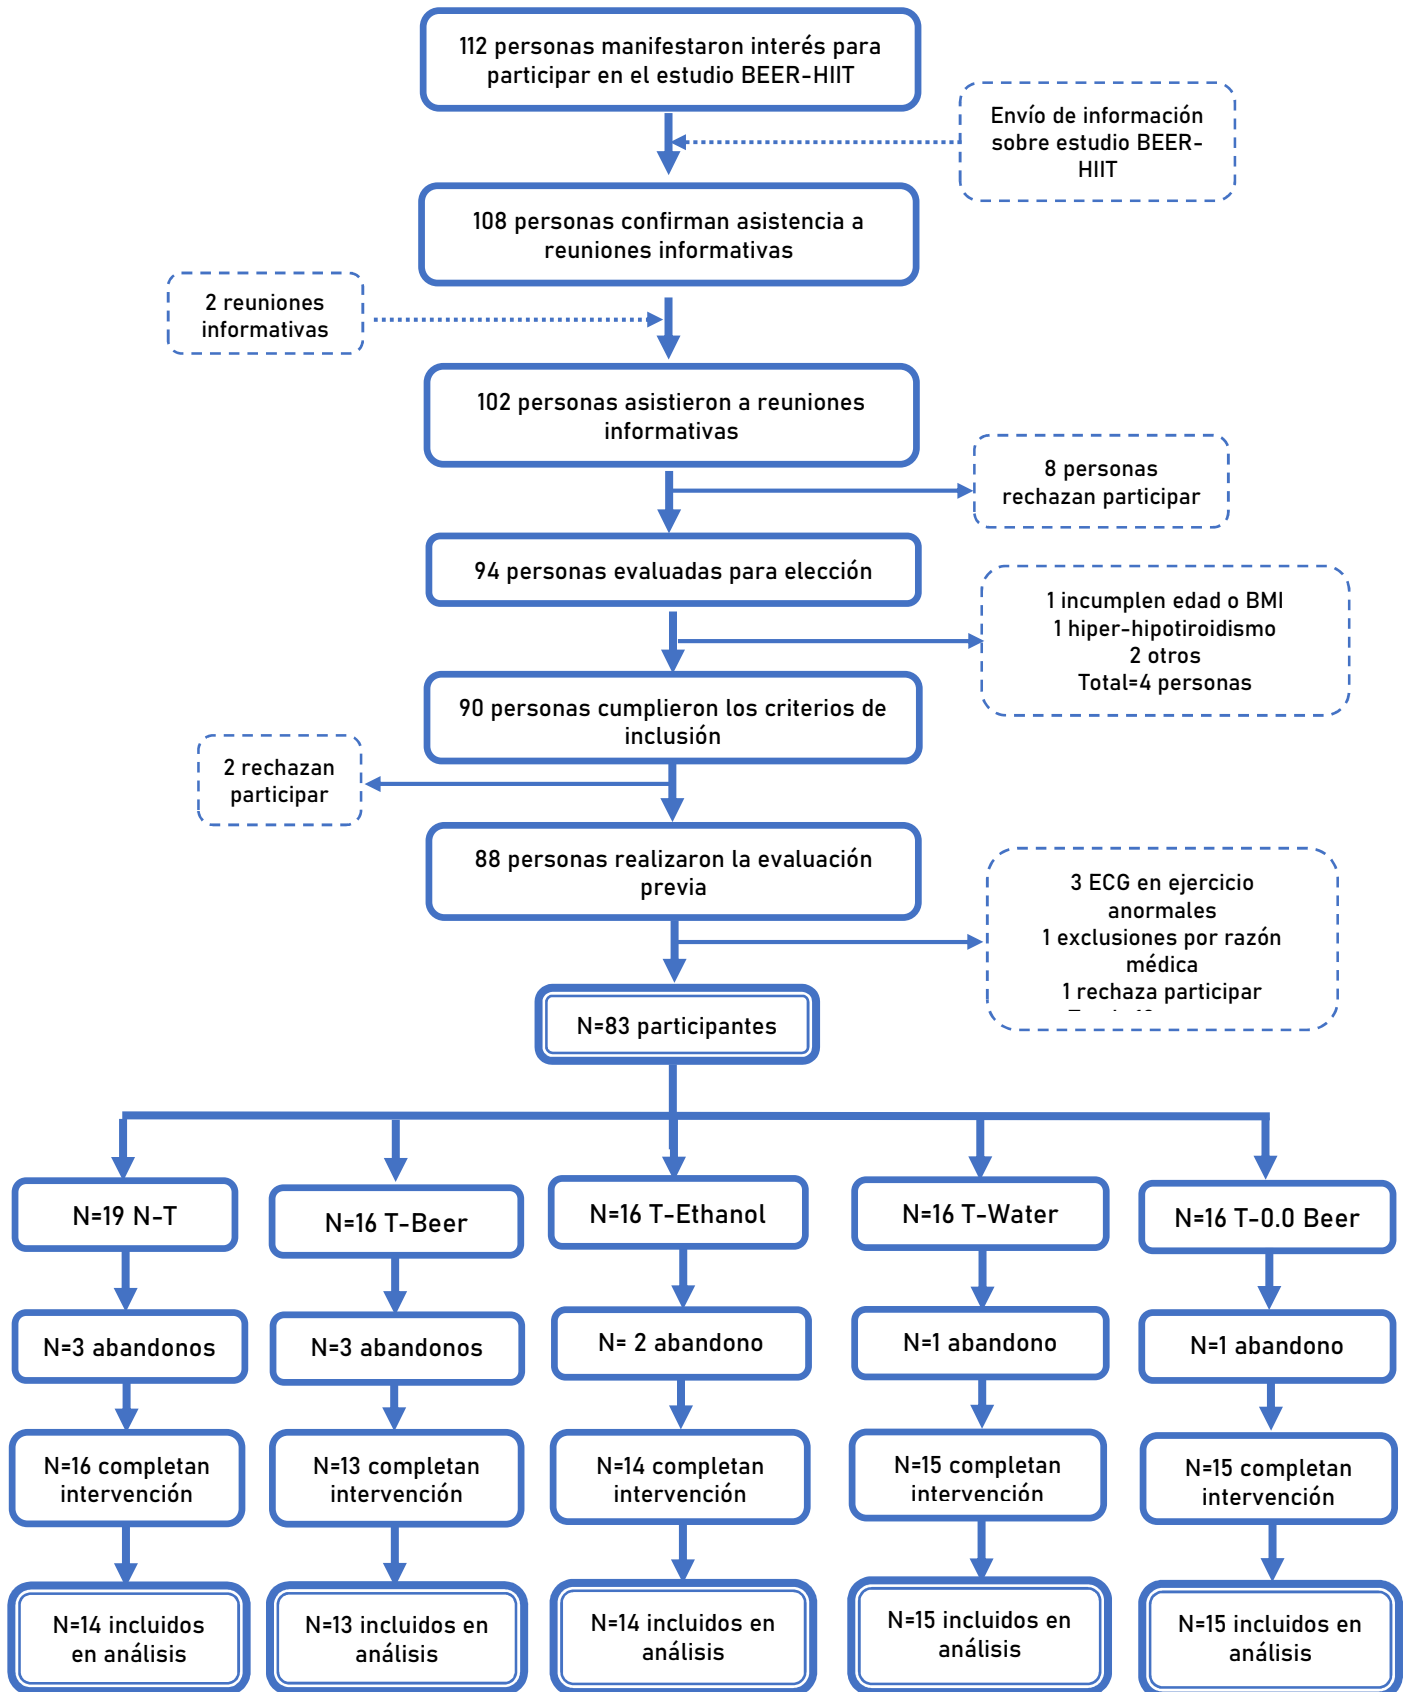 112 personas manifestaron interés para
participar en el estudio BEER-HIIT
Envío de información
sobre estudio BEER-
HIIT
108 personas confirman asistencia a
reuniones informativas
2 reuniones
informativas
102 personas asistieron a reuniones
informativas
8 personas
rechazan participar
94 personas evaluadas para elección
1 incumplen edad o BMI
1 hiper-hipotiroidismo
2 otros
Total=4 personas
90 personas cumplieron los criterios de
inclusión
2 rechazan
participar
88 personas realizaron la evaluación
previa
3 ECG en ejercicio
anormales
1 exclusiones por razón
médica
1 rechaza participar
N=83 participantes
N=19 N-T
N=16 T-Beer
N=16 T-Ethanol
N=16 T-Water
N=16 T-0.0 Beer
N=3 abandonos
N=3 abandonos
N= 2 abandono
N=1 abandono
N=1 abandono
N=16 completan
intervención
N=13 completan
intervención
N=14 completan
intervención
N=15 completan
intervención
N=15 completan
intervención
N=14 incluidos
en análisis
N=13 incluidos en
análisis
N=14 incluidos en
análisis
N=15 incluidos en
análisis
N=15 incluidos en
análisis